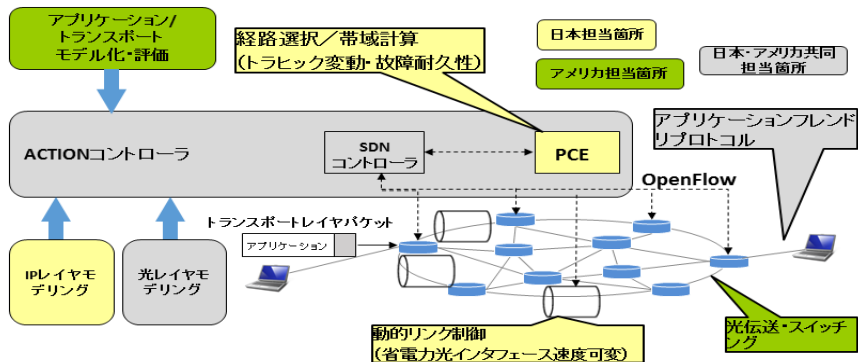 アプリケーション/
トランスポート
モデル化・評価
経路選択／帯域計算
(トラヒック変動・故障耐久性)
日本担当箇所
アメリカ担当箇所
日本・アメリカ共同
担当箇所
アプリケーションフレンド
リプロトコル
ACTIONコントローラ
SDN
コントローラ
PCE
OpenFlow
トランスポートレイヤパケット
アプリケーション
IPレイヤモ
デリング
光レイヤモ
デリング
動的リンク制御
(省電力光インタフェース速度可変)
光伝送・スイッチ
ング